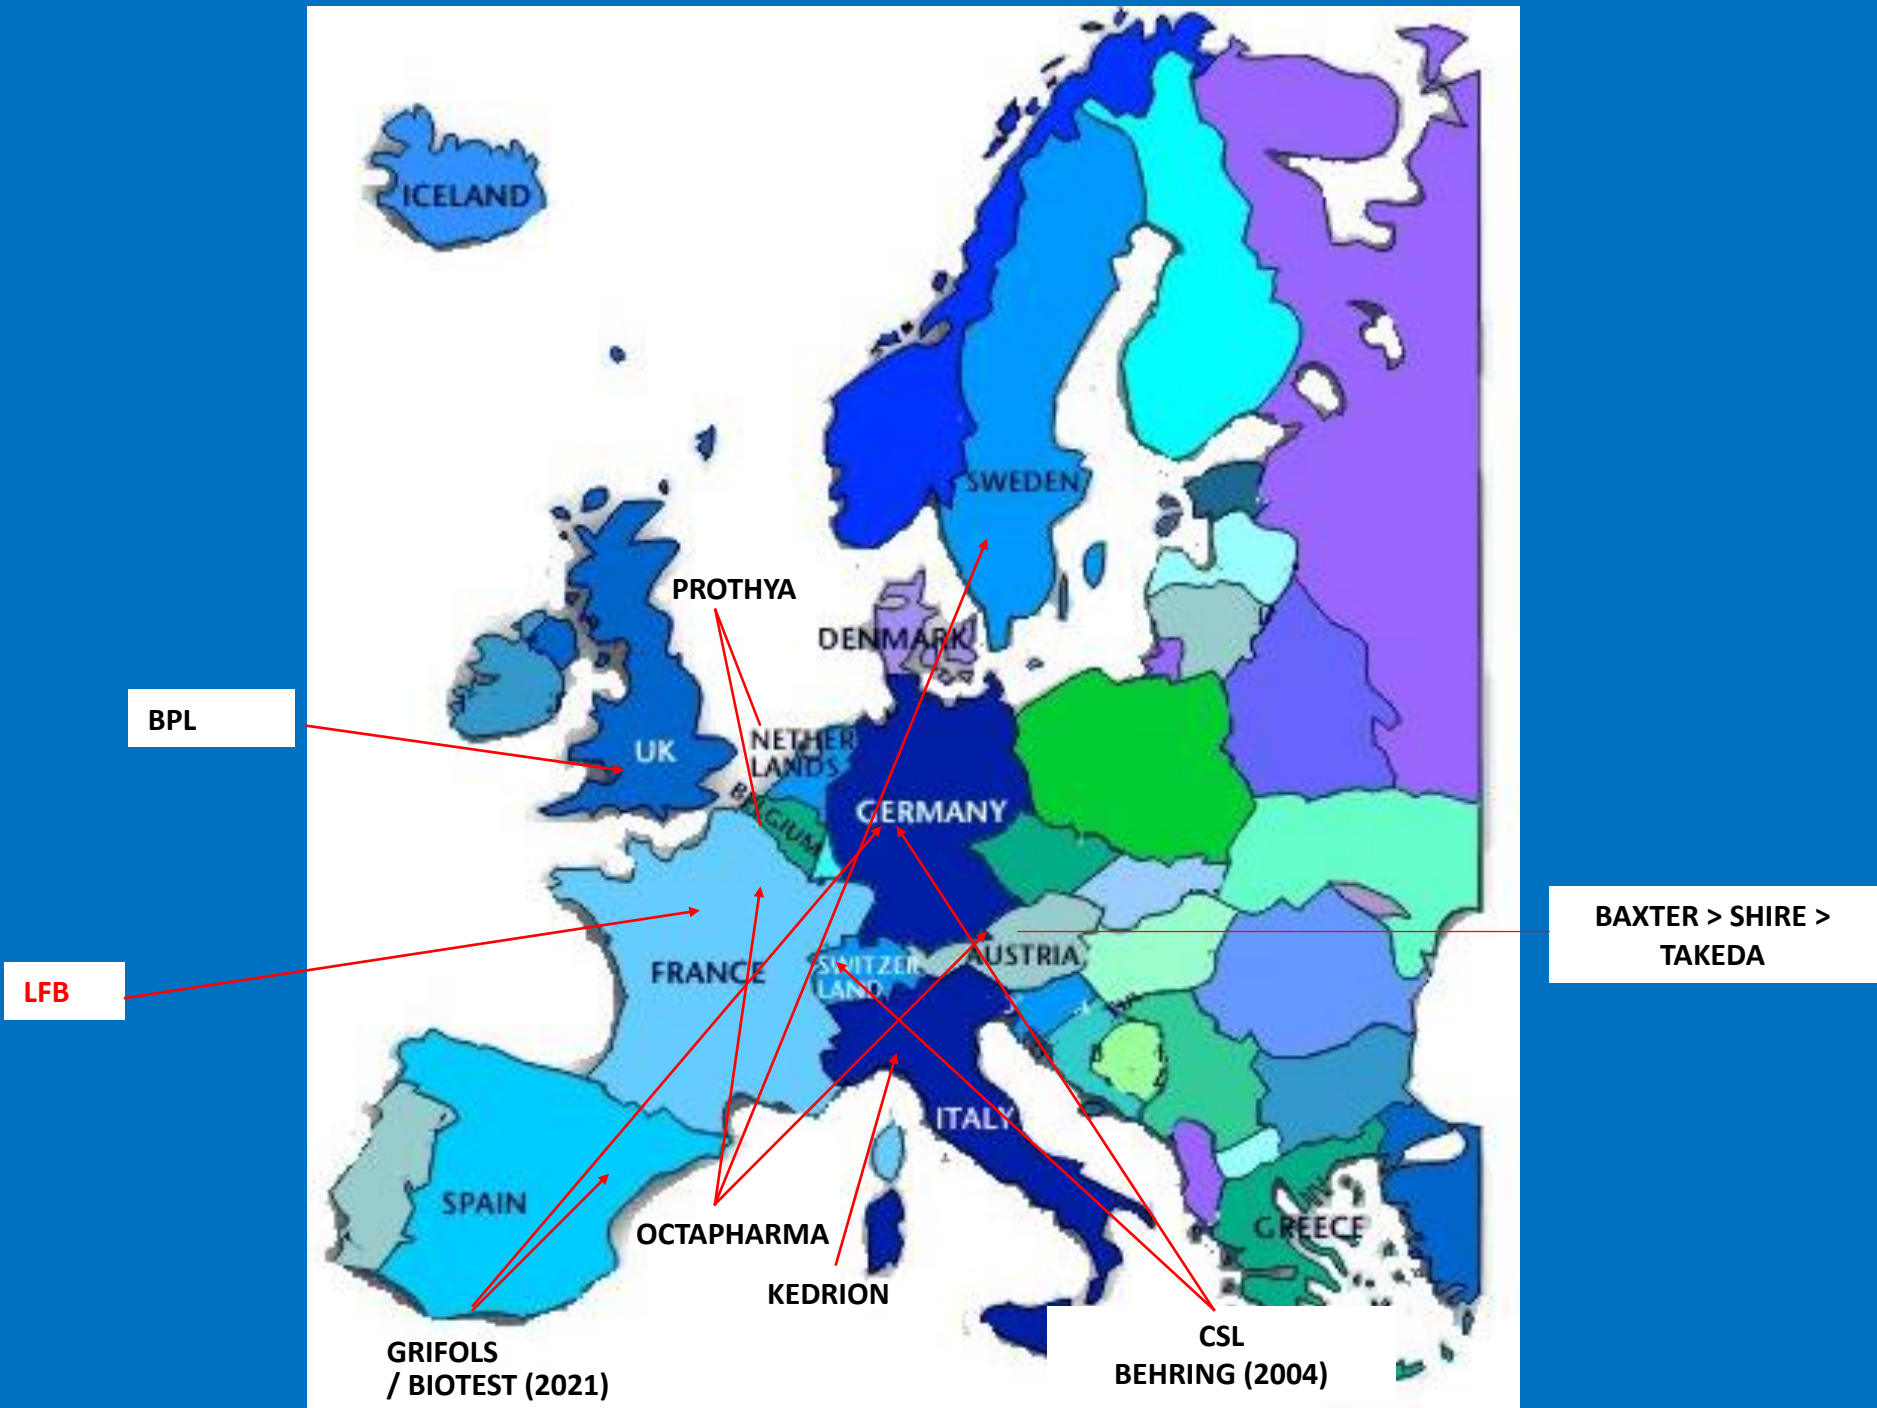 ICELAND
SWEDEN
PROTHYA
DENMARK
BPL
UK
NETHER
LANDS
BELGIUM
GERMANY
BAXTER > SHIRE >
TAKEDA
AUSTRIA
SWITZER
LAND
FRANCE
LFB
ITALY
SPAIN
GREECE
OCTAPHARMA
KEDRION
CSL
BEHRING (2004)
GRIFOLS
/ BIOTEST (2021)